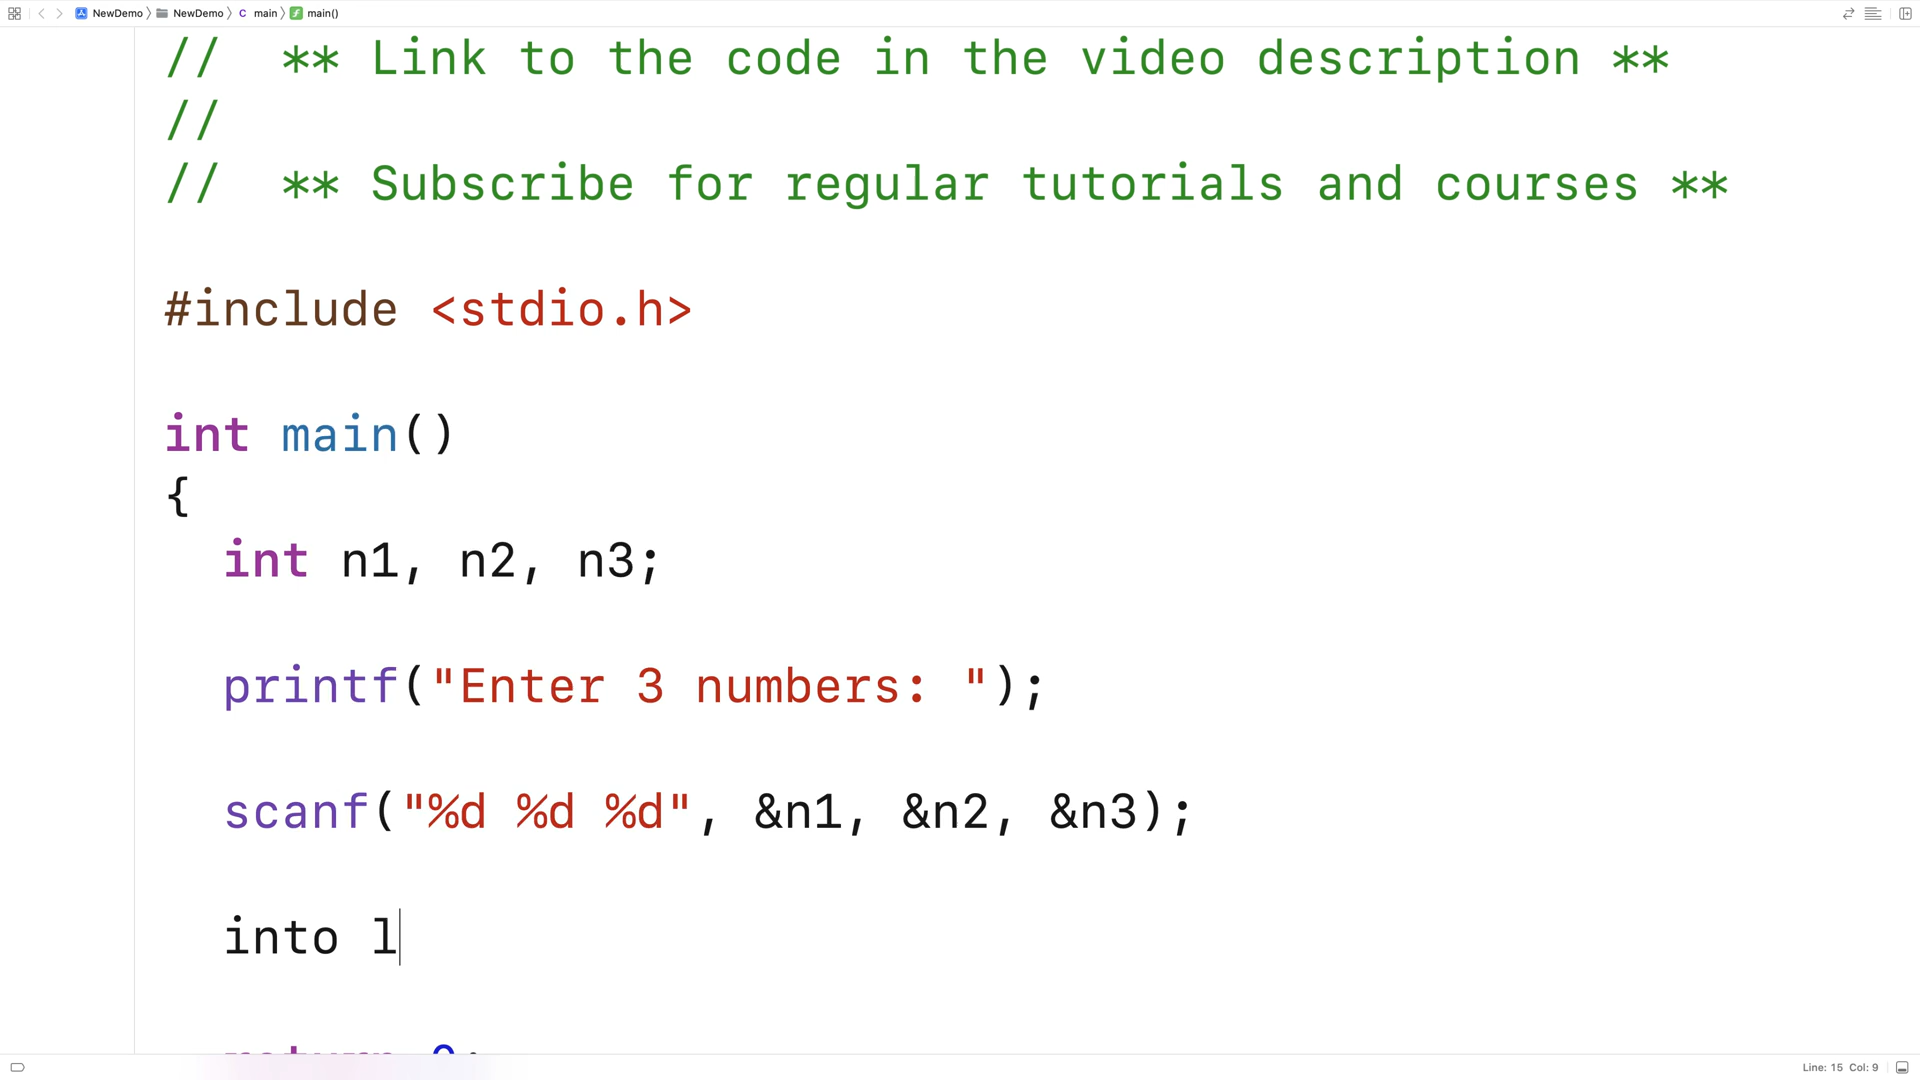 NewDemo NewDemo C main f main()
// ** Link to the code in the video description **
//
// ** Subscribe for regular tutorials and courses **
#include <stdio.h>
int main()
{
int n1, n2, n3;
printf("Enter 3 numbers: ");
scanf("%d %d %d", &n1, &n2, &n3);
into l
return 0;
Line: 15 Col: 9